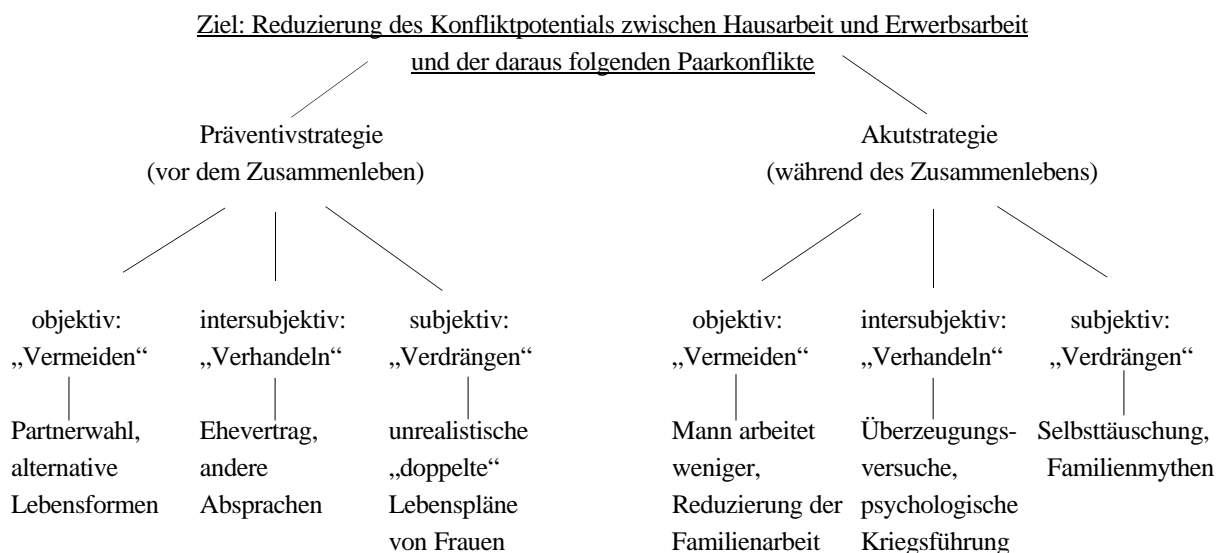 Ziel: Reduzierung des Konfliktpotentials zwischen Hausarbeit und Erwerbsarbeit
und der daraus folgenden Paarkonflikte
Präventivstrategie
(vor dem Zusammenleben)
Akutstrategie
(während des Zusammenlebens)
objektiv:
„Vermeiden“
Partnerwahl,
alternative
Lebensformen
intersubjektiv:
„Verhandeln“
Ehevertrag,
andere
Absprachen
subjektiv:
„Verdrängen“
unrealistische
„doppelte“
Lebenspläne
von Frauen
objektiv:
„Vermeiden“
Mann arbeitet
weniger,
Reduzierung der
Familienarbeit
intersubjektiv:
„Verhandeln“
Überzeugungs-
versuche,
psychologische
Kriegsführung
subjektiv:
„Verdrängen“
Selbsttäuschung,
Familienmythen